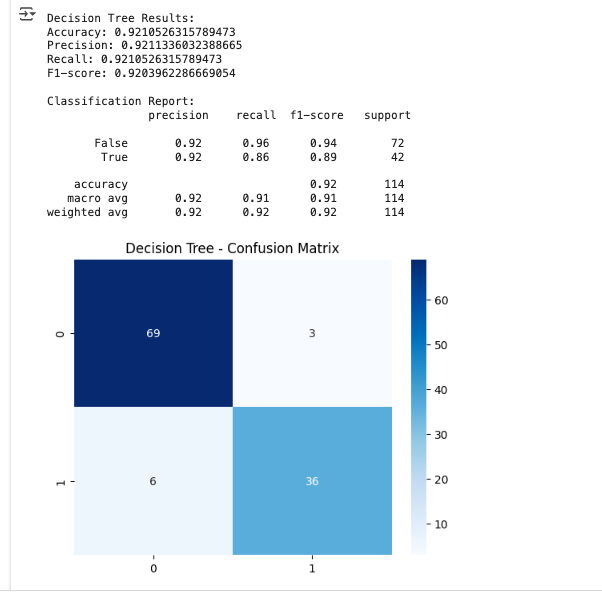 Decision Tree Results:
Accuracy: 0.9210526315789473
Precision: 0.9211336032388665
Recall: 0.9210526315789473
F1-score: 0.9203962286669054
Classification Report:
precision recall f1-score support
False 0.92 0.96 0.94 72
True 0.92 0.86 0.89 42
accuracy 0.92 114
macro avg 0.92 0.91 0.91 114
weighted avg 0.92 0.92 0.92 114
Decision Tree - Confusion Matrix
0 69 3
1 6 36
0 1
60
50
40
30
20
10